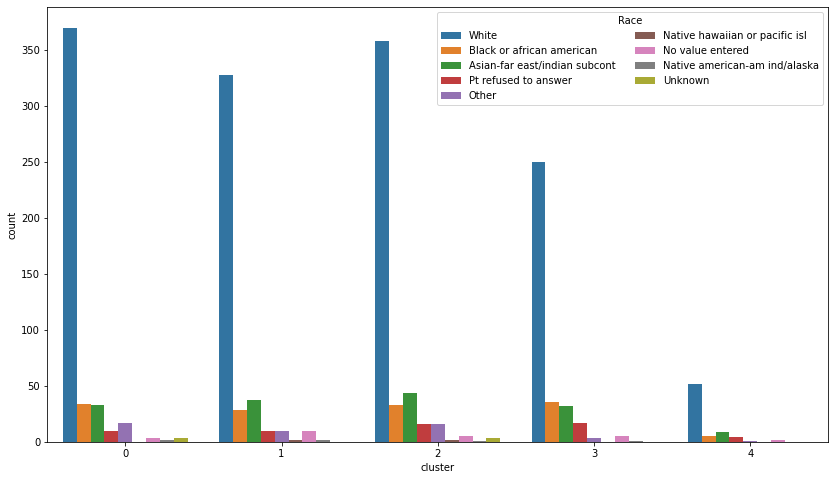 Race
White
Black or african american
Asian-far east/indian subcont
Pt refused to answer
Other
Native hawaiian or pacific isl
No value entered
Native american-am ind/alaska
Unknown
350
300
250
200
150
100
50
0
count
0 1 2 3 4
cluster